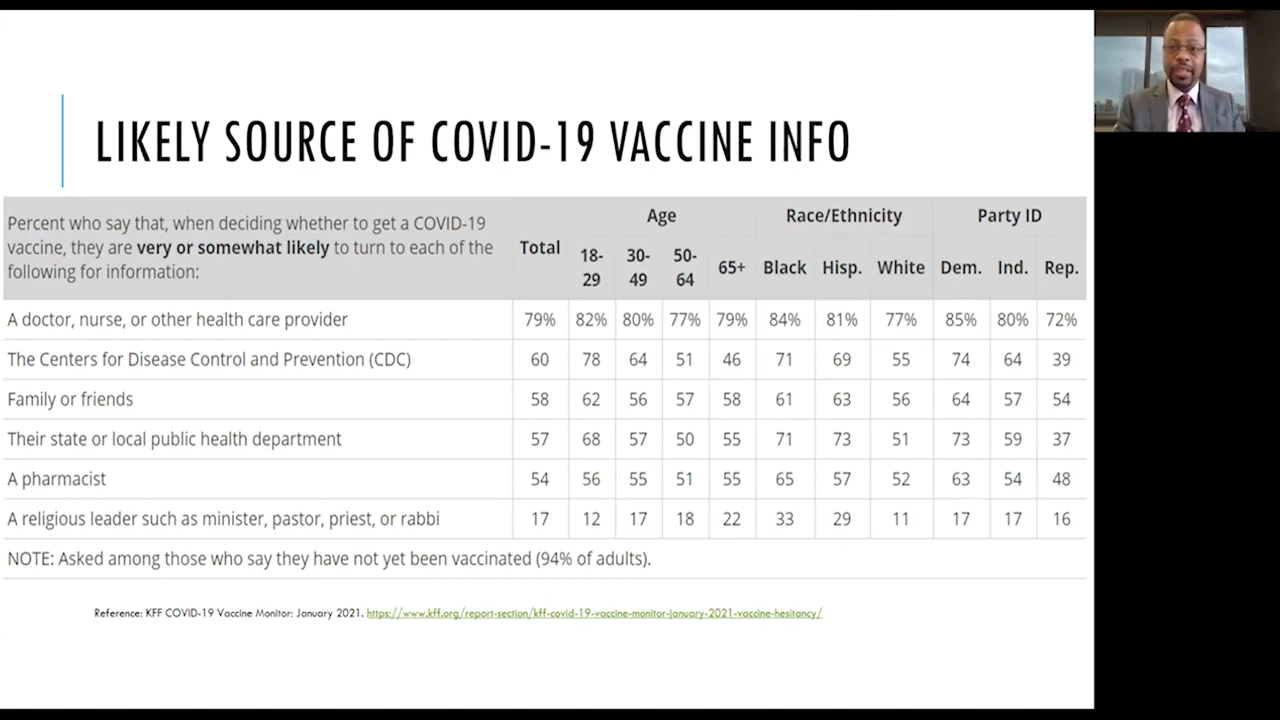 LIKELY SOURCE OF COVID-19 VACCINE INFO
Percent who say that, when deciding whether to get a COVID-19
vaccine, they are very or somewhat likely to turn to each of the
following for information:
Total
Age
Race/Ethnicity
Party ID
18-
29
30-
49
50-
64
65+
Black
Hisp.
White
Dem.
Ind.
Rep.
A doctor, nurse, or other health care provider 79% 82% 80% 77% 79% 84% 81% 77% 85% 80% 72%
The Centers for Disease Control and Prevention (CDC) 60 78 64 51 46 71 69 55 74 64 39
Family or friends 58 62 56 57 58 61 63 56 64 57 54
Their state or local public health department 57 68 57 50 55 71 73 51 73 59 37
A pharmacist 54 56 55 51 55 65 57 52 63 54 48
A religious leader such as minister, pastor, priest, or rabbi 17 12 17 18 22 33 29 11 17 17 16
NOTE: Asked among those who say they have not yet been vaccinated (94% of adults).
Reference: KFF COVID-19 Vaccine Monitor: January 2021. https://www.kff.org/report-section/kff-covid-19-vaccine-monitor-january-2021-vaccine-hesitancy/